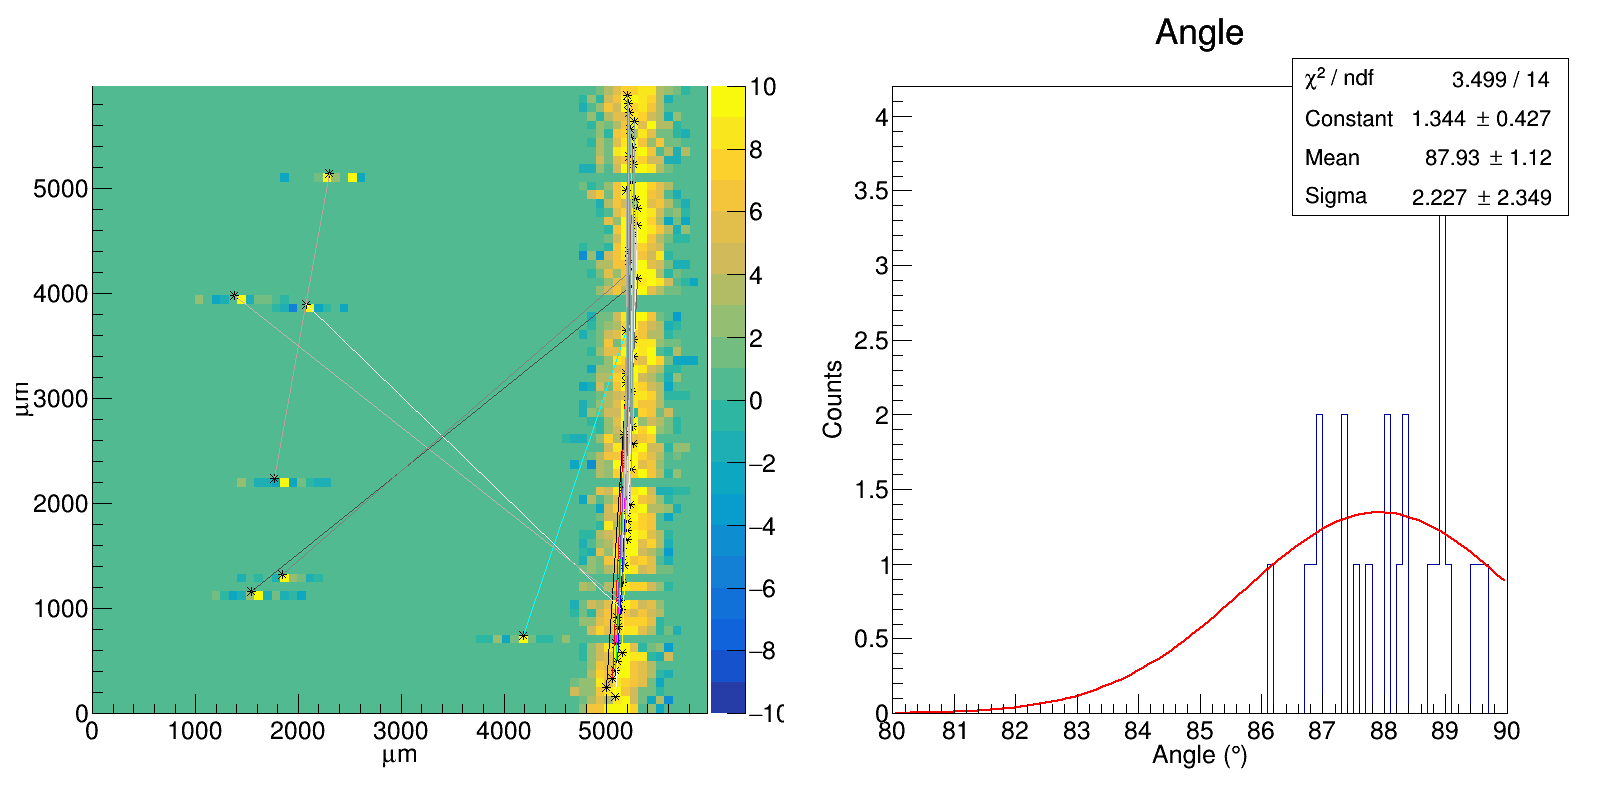 Angle
χ² / ndf 3.499 / 14
Constant 1.344 ± 0.427
Mean 87.93 ± 1.12
Sigma 2.227 ± 2.349
10
8
6
4
2
0
−2
−4
−6
−8
−10
5000
4000
3000
2000
1000
0
μm
0 1000 2000 3000 4000 5000
μm
4
3.5
3
2.5
2
1.5
1
0.5
0
Counts
80 81 82 83 84 85 86 87 88 89 90
Angle (°)